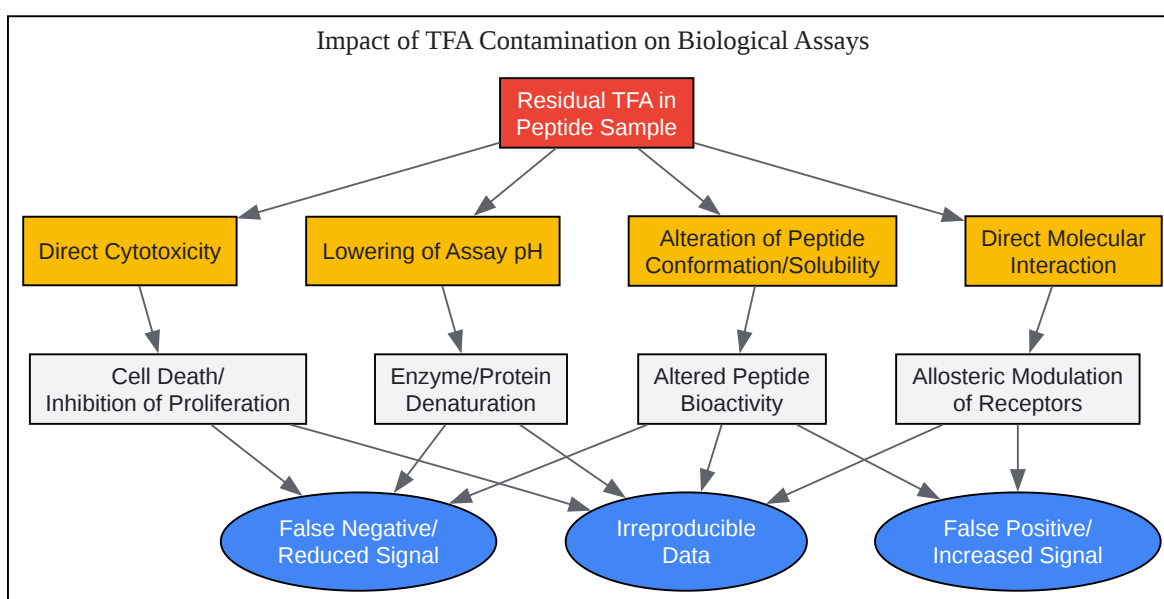 Impact of TFA Contamination on Biological Assays
Residual TFA in
Peptide Sample
Direct Cytotoxicity
Lowering of Assay pH
Alteration of Peptide
Conformation/Solubility
Direct Molecular
Interaction
Cell Death/
Inhibition of Proliferation
Enzyme/Protein
Denaturation
Altered Peptide
Bioactivity
Allosteric Modulation
of Receptors
False Negative/
Reduced Signal
Irreproducible
Data
False Positive/
Increased Signal